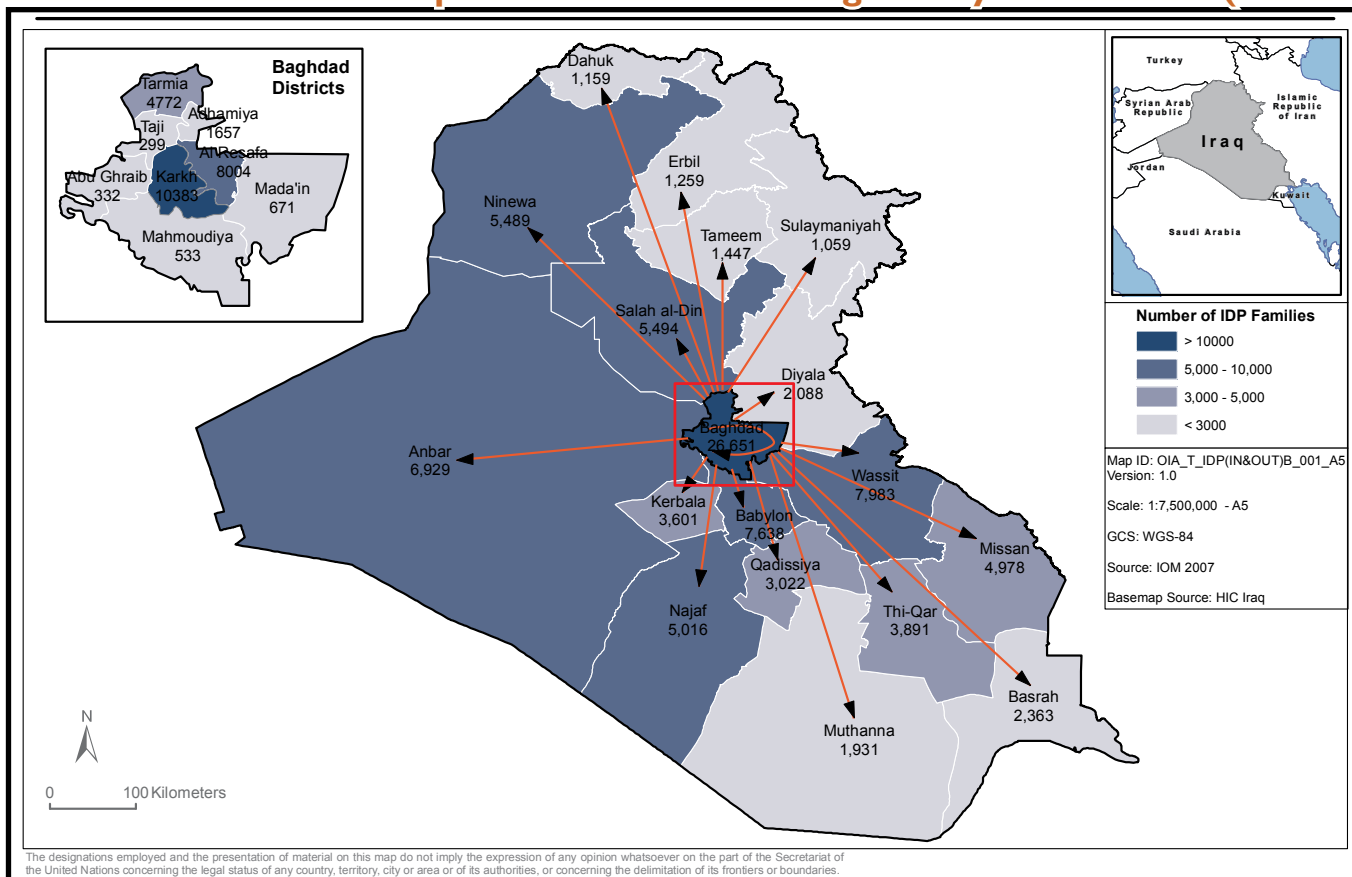 Baghdad
Districts
Tarmia
4772
Adhamiya
1657
Taji
299
Al Resafa
8004
Abu Ghraib
332
Karkh
10383
Mada'in
671
Mahmoudiya
533
Dahuk
1,159
Erbil
1,259
Ninewa
5,489
Tameem
1,447
Sulaymaniyah
1,059
Salah al-Din
5,494
Diyala
2,088
Baghdad
26,651
Anbar
6,929
Wassit
7,983
Kerbala
3,601
Babylon
7,638
Missan
4,978
Qadissiya
3,022
Najaf
5,016
Thi-Qar
3,891
Basrah
2,363
Muthanna
1,931
N
0 100 Kilometers
Turkey
Syrian Arab
Republic
Islamic
Republic
of Iran
Iraq
Jordan
Kuwait
Saudi Arabia
Number of IDP Families
> 10000
5,000 - 10,000
3,000 - 5,000
< 3000
Map ID: OIA_T_IDP(IN&OUT)B_001_A5
Version: 1.0
Scale: 1:7,500,000 - A5
GCS: WGS-84
Source: IOM 2007
Basemap Source: HIC Iraq
The designations employed and the presentation of material on this map do not imply the expression of any opinion whatsoever on the part of the Secretariat of
the United Nations concerning the legal status of any country, territory, city or area or of its authorities, or concerning the delimitation of its frontiers or boundaries.